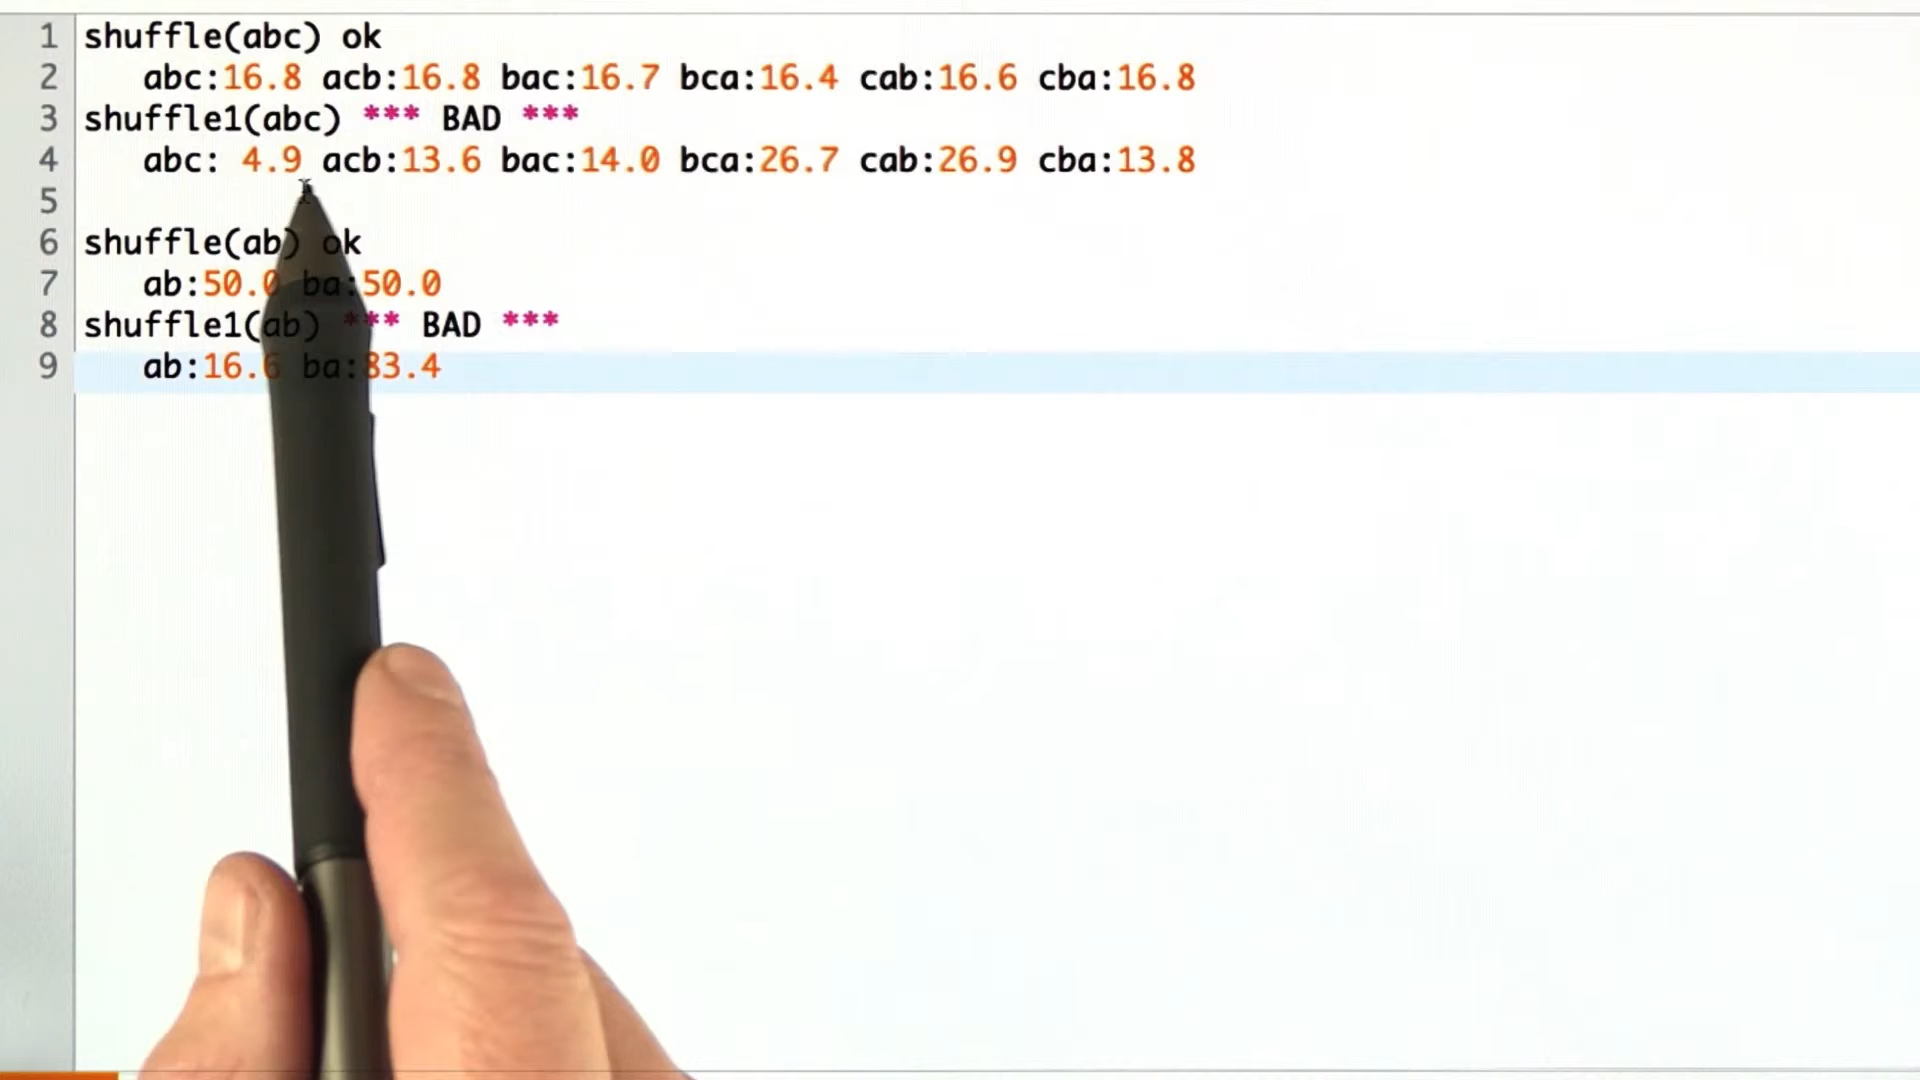 1 shuffle(abc) ok
2 abc:16.8 acb:16.8 bac:16.7 bca:16.4 cab:16.6 cba:16.8
3 shuffle1(abc) *** BAD ***
4 abc: 4.9 acb:13.6 bac:14.0 bca:26.7 cab:26.9 cba:13.8
5
6 shuffle(ab) ok
7 ab:50.0 ba:50.0
8 shuffle1(ab) *** BAD ***
9 ab:16.6 ba:83.4